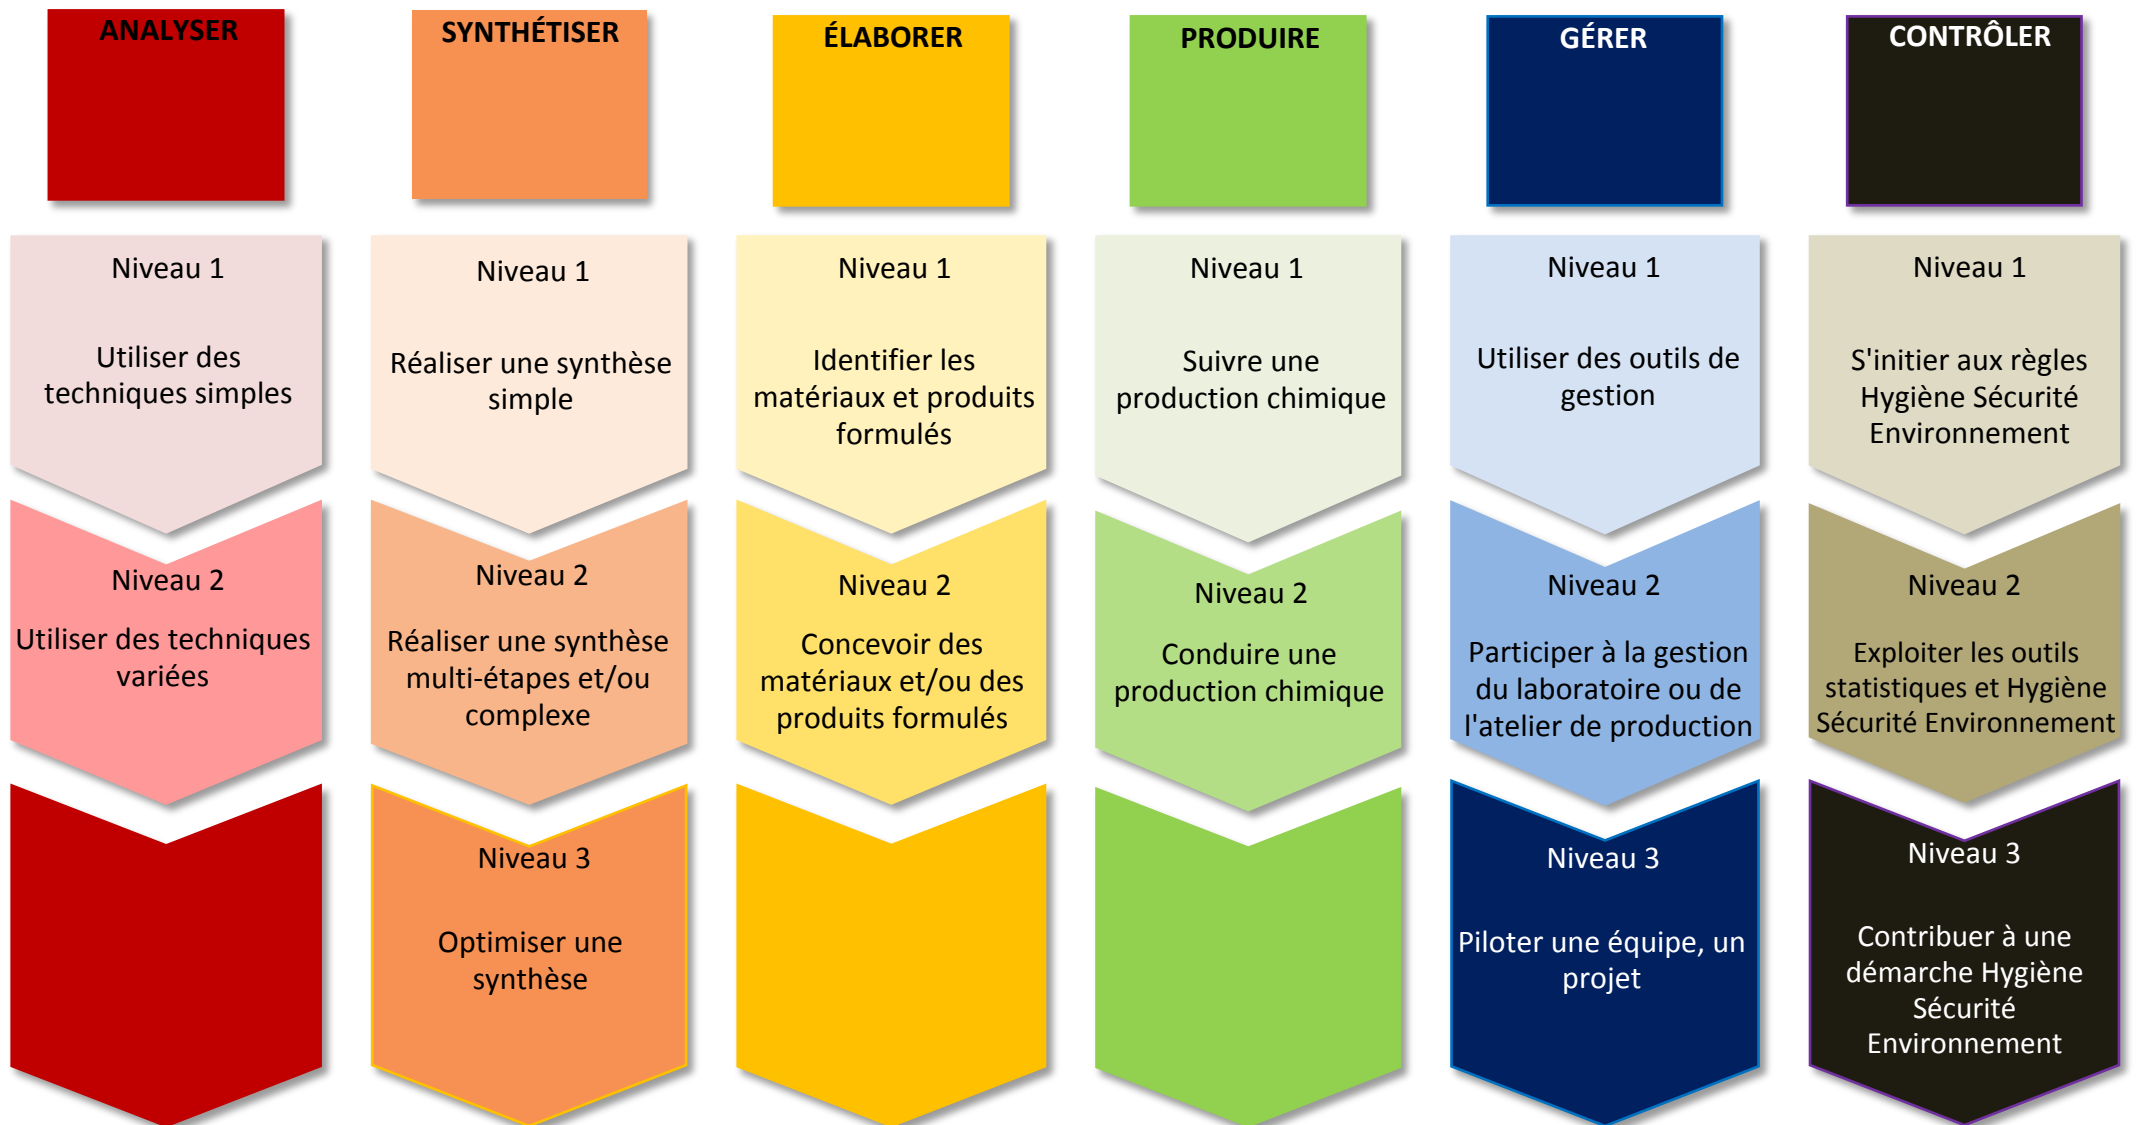 ANALYSER
Niveau 1
Utiliser des
techniques simples
Niveau 2
Utiliser des techniques
variées
SYNTHÉTISER
Niveau 1
Réaliser une synthèse
simple
Niveau 2
Réaliser une synthèse
multi-étapes et/ou
complexe
Niveau 3
Optimiser une
synthèse
ÉLABORER
Niveau 1
Identifier les
matériaux et produits
formulés
Niveau 2
Concevoir des
matériaux et/ou des
produits formulés
PRODUIRE
Niveau 1
Suivre une
production chimique
Niveau 2
Conduire une
production chimique
GÉRER
Niveau 1
Utiliser des outils de
gestion
Niveau 2
Participer à la gestion
du laboratoire ou de
l'atelier de production
Niveau 3
Piloter une équipe, un
projet
CONTRÔLER
Niveau 1
S'initier aux règles
Hygiène Sécurité
Environnement
Niveau 2
Exploiter les outils
statistiques et Hygiène
Sécurité Environnement
Niveau 3
Contribuer à une
démarche Hygiène
Sécurité
Environnement